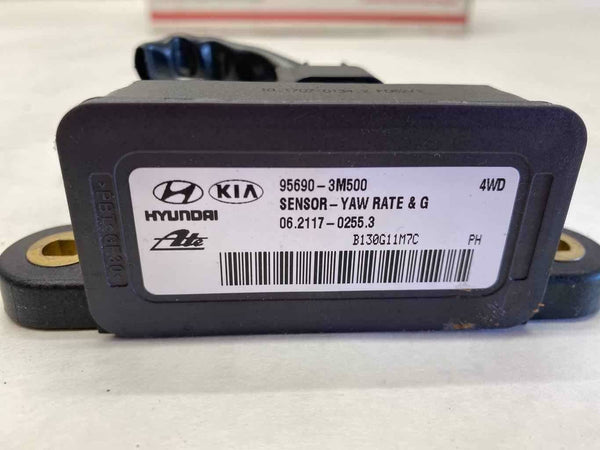 HYUNDAI
KIA
Ate
95690-3M500
4WD
SENSOR-YAW RATE & G
06.2117-0255.3
B130G11M7C
PH